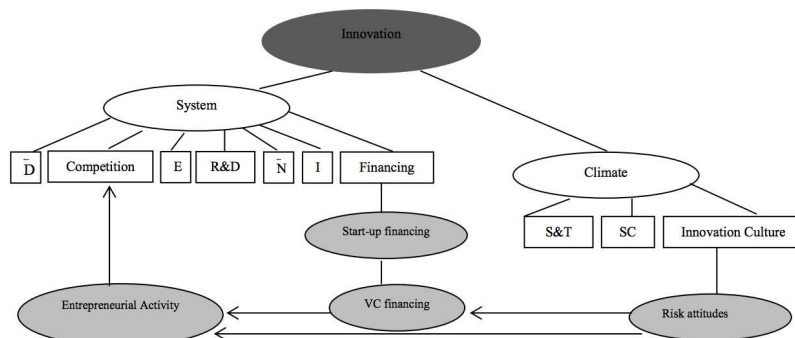 Innovation
System
D̄
Competition
E
R&D
N̄
I
Financing
Climate
S&T
SC
Innovation Culture
Start-up financing
Entrepreneurial Activity
VC financing
Risk attitudes